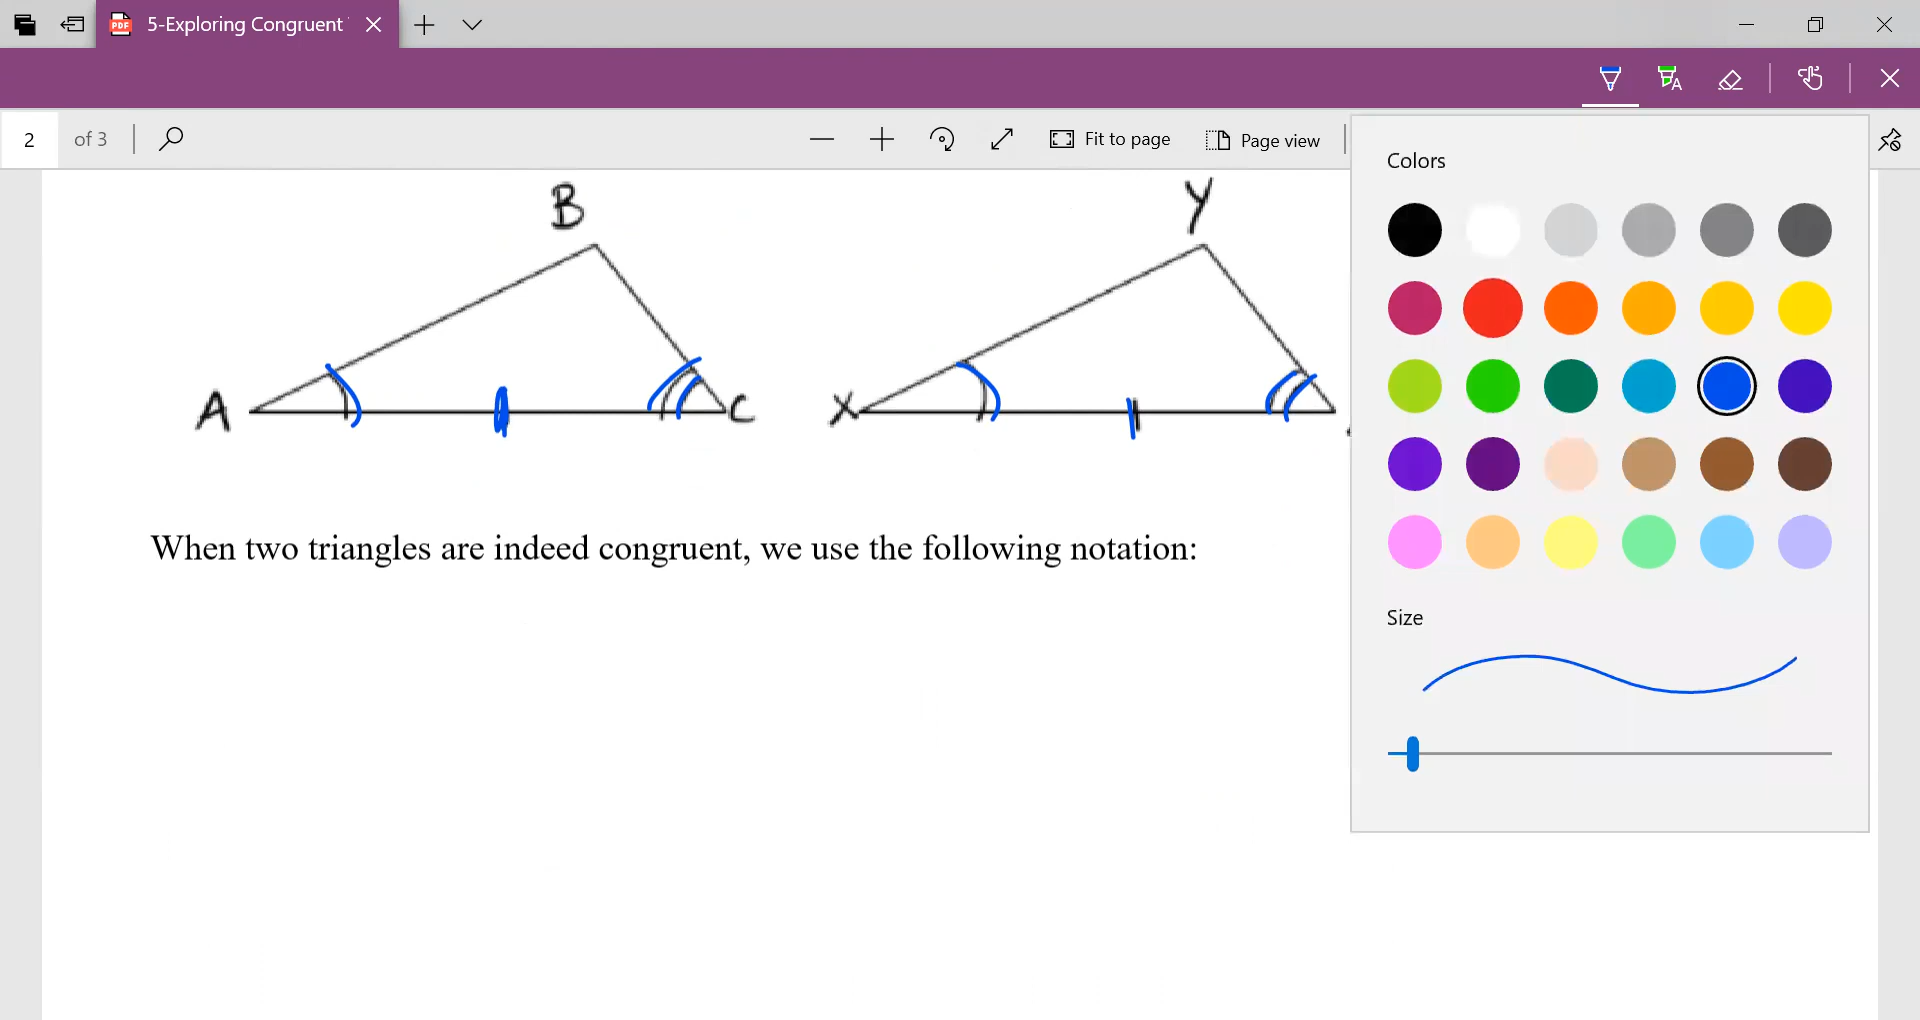 5-Exploring Congruent
2 of 3 Fit to page Page view
Colors
B Y
A C X
When two triangles are indeed congruent, we use the following notation:
Size